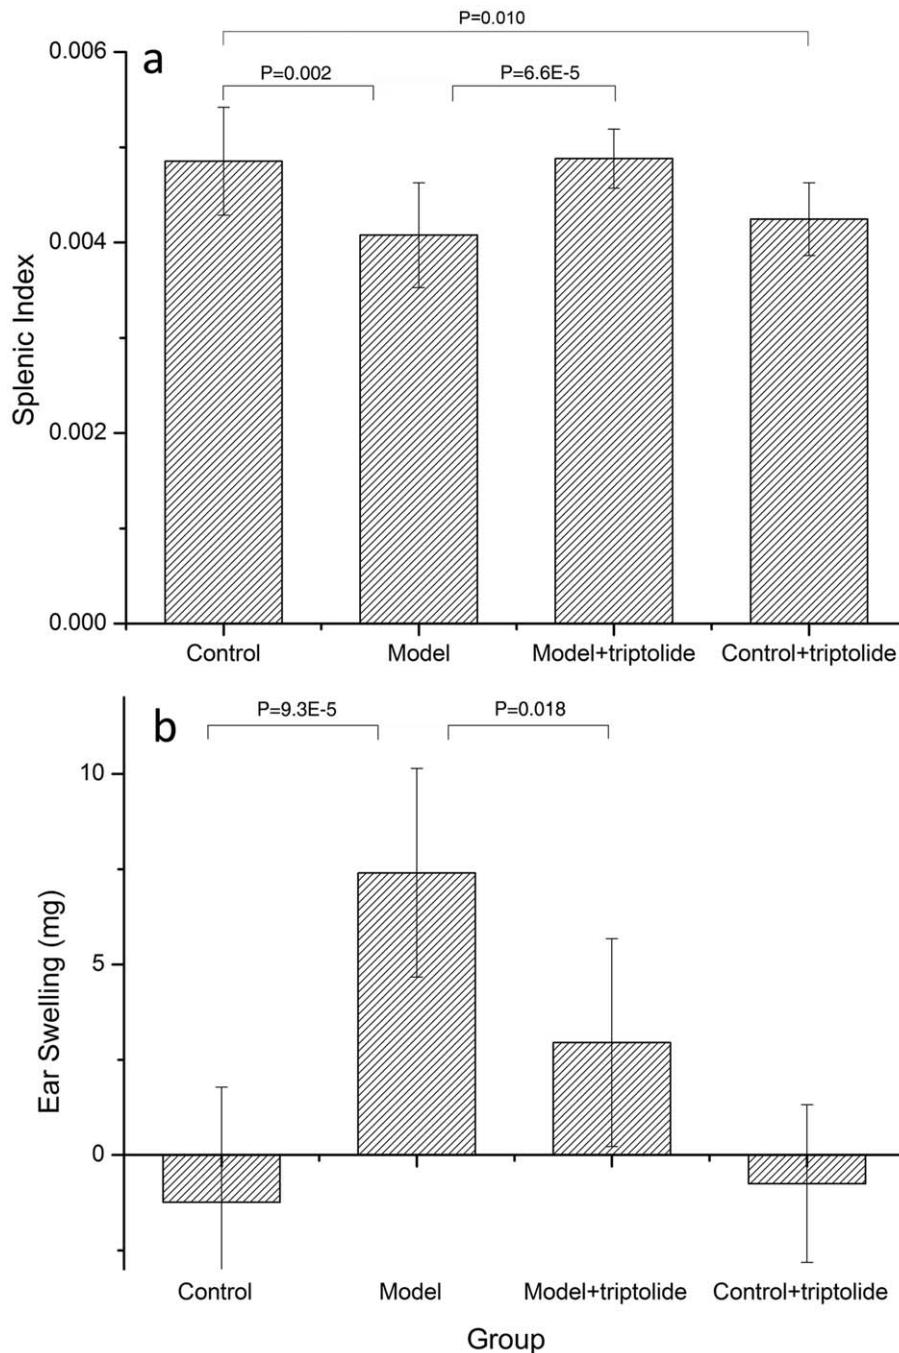 P=0.010
0.006
a
P=0.002
P=6.6E-5
0.004
Splenic Index
0.002
0.000
Control
Model
Model+triptolide
Control+triptolide
b
P=9.3E-5
P=0.018
10
5
Ear Swelling (mg)
0
Control
Model
Model+triptolide
Control+triptolide
Group